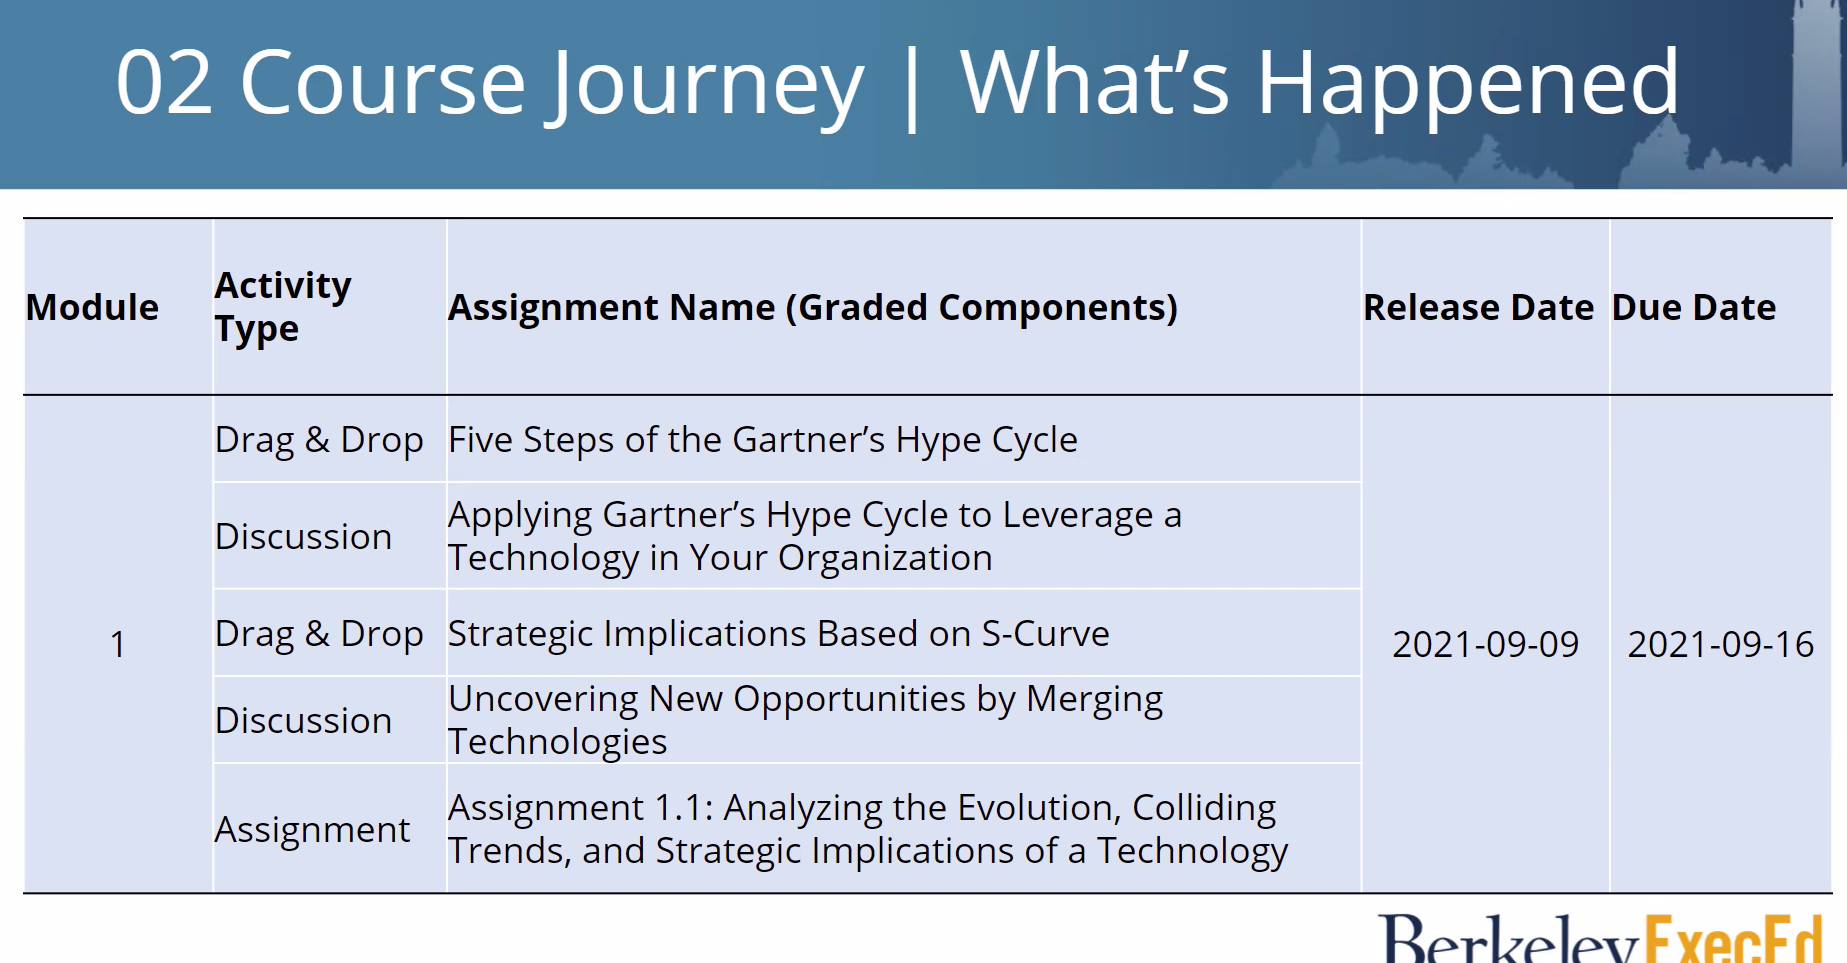 02 Course Journey | What’s Happened
Module
Activity
Type
Assignment Name (Graded Components)
Release Date
Due Date
1
Drag & Drop
Five Steps of the Gartner’s Hype Cycle
Discussion
Applying Gartner’s Hype Cycle to Leverage a
Technology in Your Organization
Drag & Drop
Strategic Implications Based on S-Curve
Discussion
Uncovering New Opportunities by Merging
Technologies
Assignment
Assignment 1.1: Analyzing the Evolution, Colliding
Trends, and Strategic Implications of a Technology
2021-09-09
2021-09-16
Berkeley ExecEd